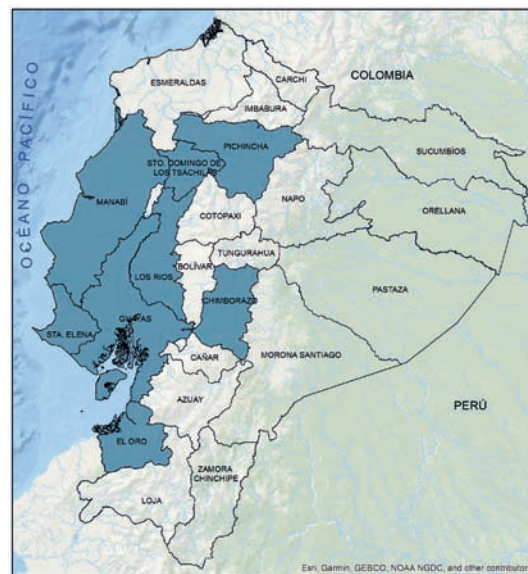 OCÉANO PACÍFICO
ESMERALDAS
CARCHI
COLOMBIA
IMBABURA
PICHINCHA
SUCUMBÍOS
STO. DOMINGO DE
LOS TSÁCHILAS
MANABÍ
NAPO
ORELLANA
COTOPAXI
TUNGURAHUA
LOS RIOS
BOLÍVAR
PASTAZA
CHIMBORAZO
GUAYAS
STA. ELENA
CAÑAR
MORONA SANTIAGO
AZUAY
PERÚ
EL ORO
ZAMORA
CHINCHIPE
LOJA
Esri, Garmin, GEBCO, NOAA NGDC, and other contributor